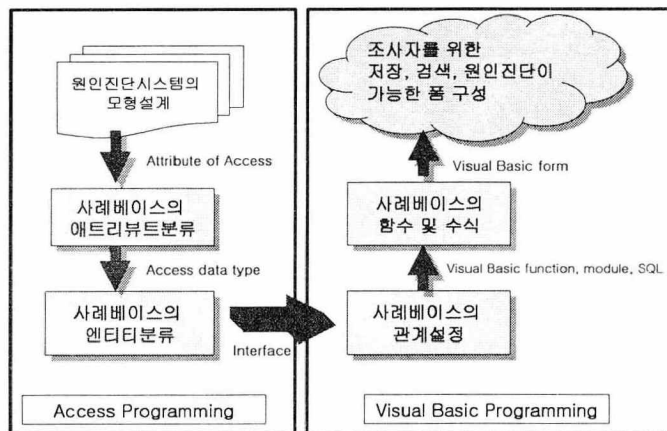 원인진단시스템의
모형설계
Attribute of Access
사례베이스의
애트리뷰트분류
Access data type
사례베이스의
엔티티분류
Interface
Access Programming
조사자를 위한
저장, 검색, 원인진단이
가능한 폼 구성
Visual Basic form
사례베이스의
함수 및 수식
Visual Basic function, module, SQL
사례베이스의
관계설정
Visual Basic Programming